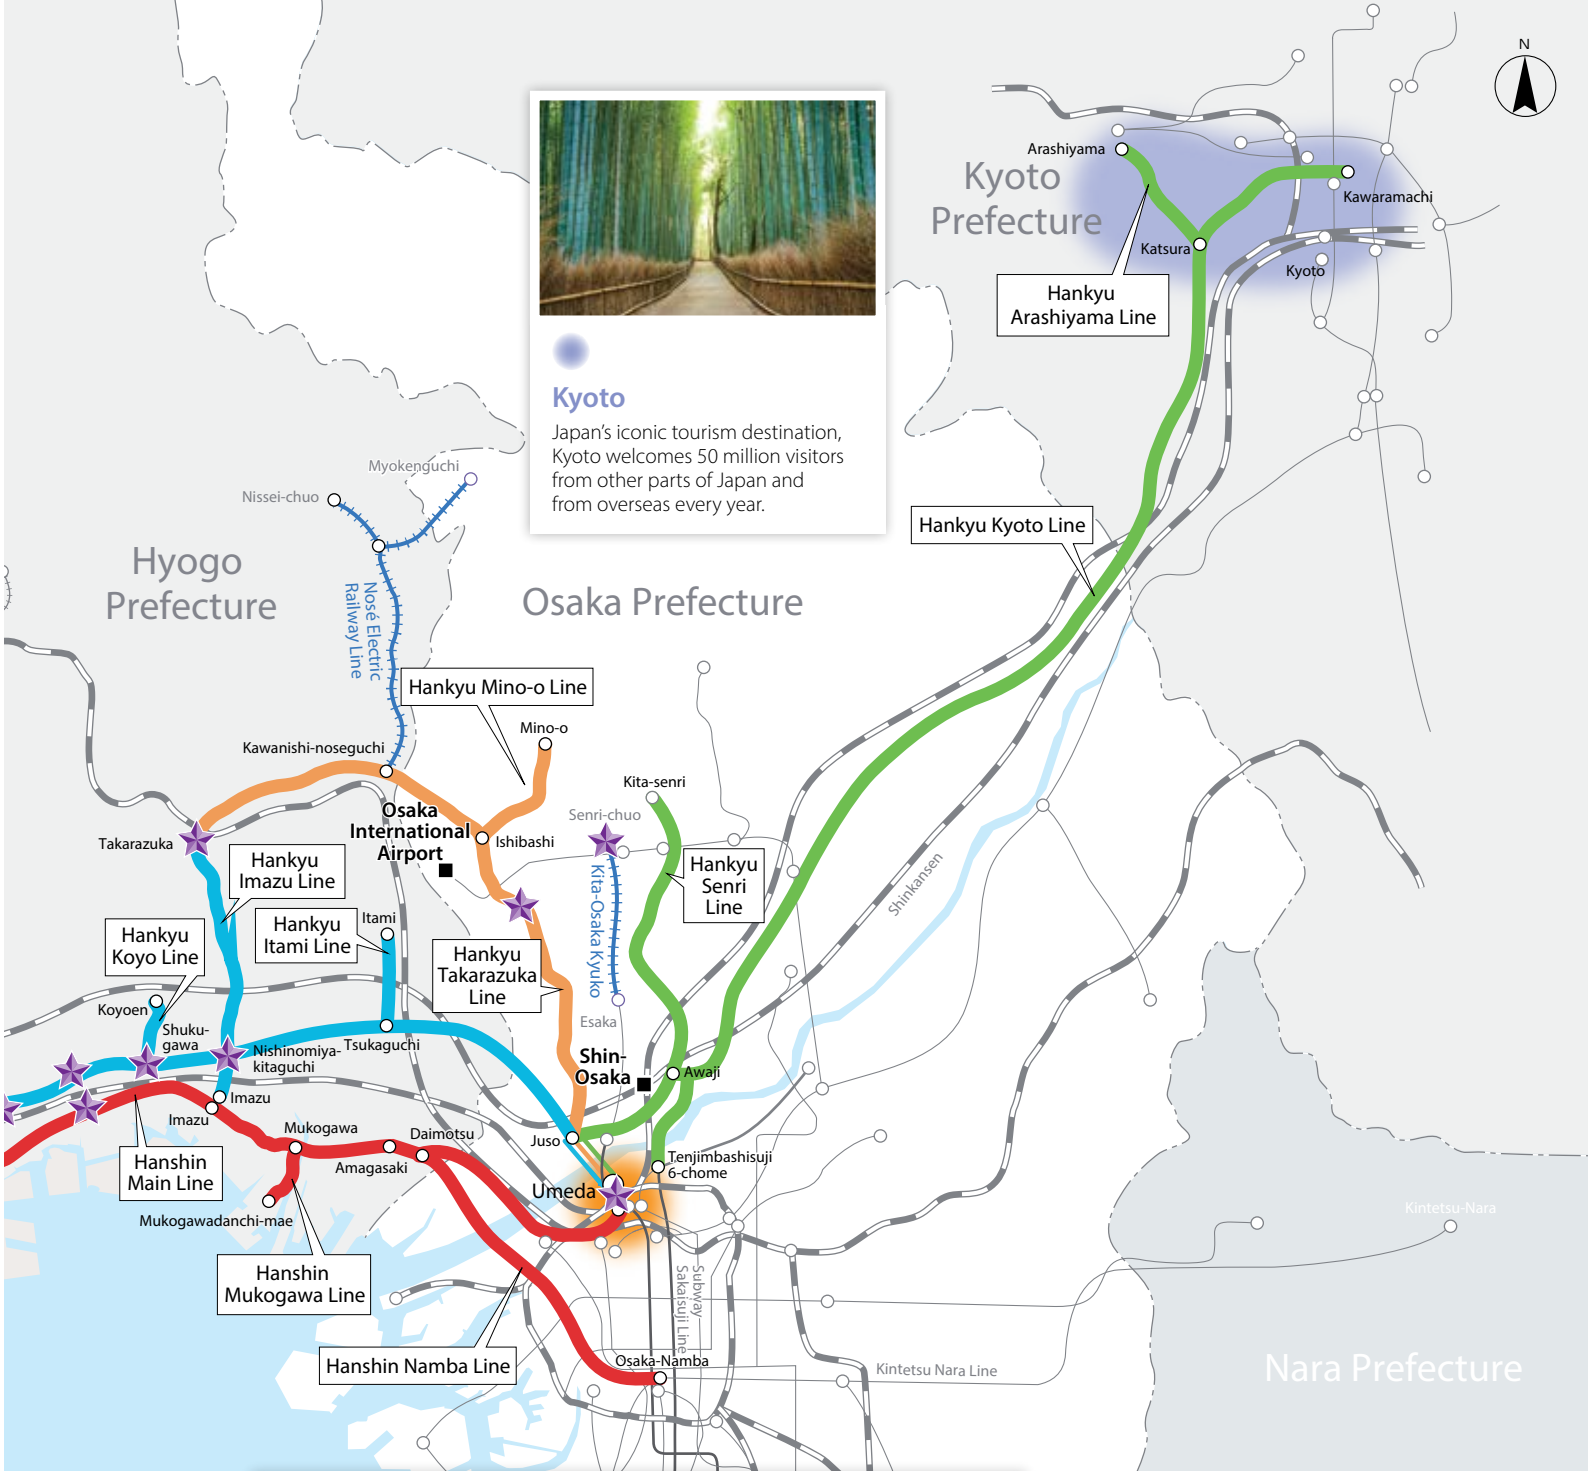 N
Arashiyama
Kyoto
Prefecture
Kawaramachi
Katsura
Kyoto
Hankyu
Arashiyama Line
Kyoto
Japan's iconic tourism destination,
Kyoto welcomes 50 million visitors
from other parts of Japan and
from overseas every year.
Myokenguchi
Nissei-chuo
Hankyu Kyoto Line
Hyogo
Prefecture
Osaka Prefecture
Nosé Electric
Railway Line
Hankyu Mino-o Line
Mino-o
Kawanishi-noseguchi
Kita-senri
Osaka
International
Airport
Senri-chuo
Takarazuka
Ishibashi
Hankyu
Imazu Line
Hankyu
Senri
Line
Shinkansen
Kita-Osaka Kyuko
Itami
Hankyu
Itami Line
Hankyu
Koyo Line
Hankyu
Takarazuka
Line
Koyoen
Shuku-
gawa
Esaka
Nishinomiya-
kitaguchi
Tsukaguchi
Shin-
Osaka
Awaji
Imazu
Imazu
Mukogawa
Daimotsu
Juso
Amagasaki
Hanshin
Main Line
Tenjimbashisuji
6-chome
Umeda
Mukogawadanchi-mae
Kintetsu-Nara
Hanshin
Mukogawa Line
Subway
Sakaisuji Line
Hanshin Namba Line
Osaka-Namba
Kintetsu Nara Line
Nara Prefecture